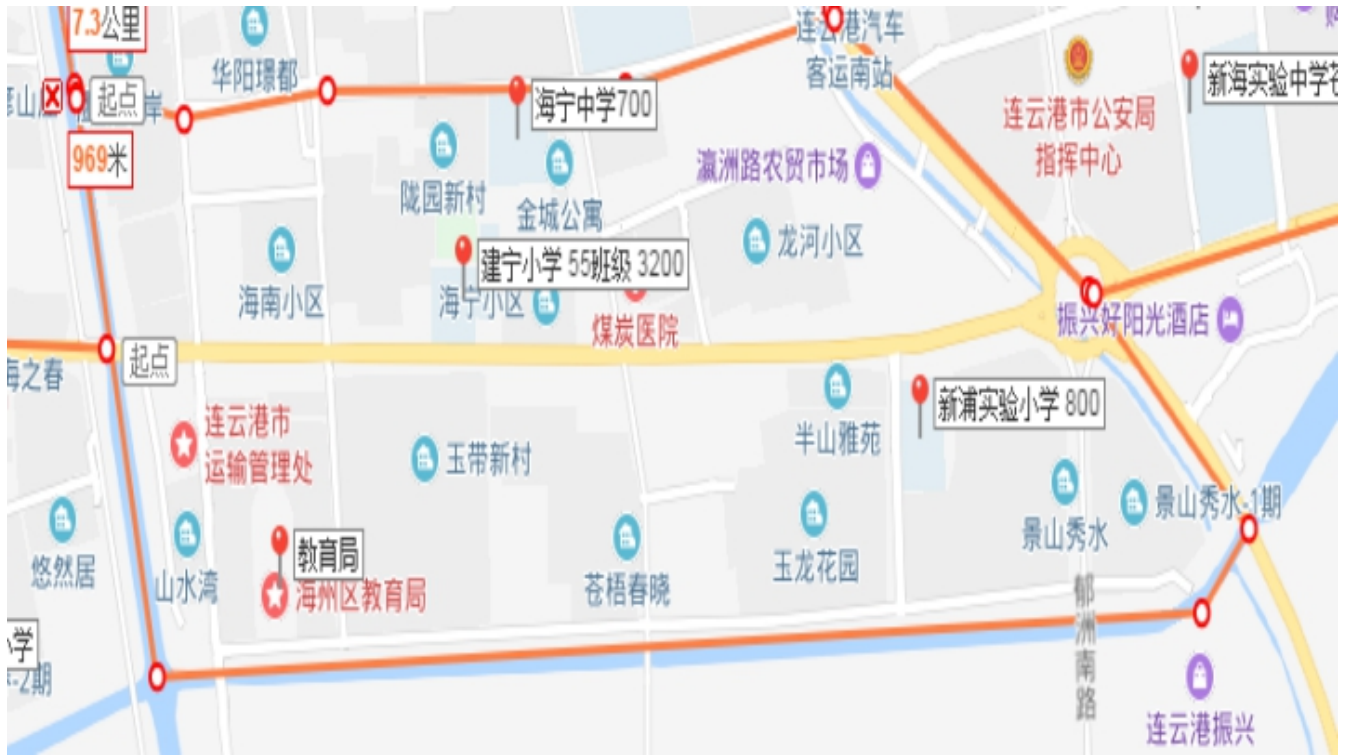 7.3公里
华阳璟都
连云港汽车
客运南站
起点
岸
969米
海宁中学700
新海实验中学
连云港市公安局
指挥中心
陇园新村
金城公寓
瀛洲路农贸市场
龙河小区
建宁小学 55班级 3200
海南小区
海宁小区
煤炭医院
振兴好阳光酒店
起点
海之春
新浦实验小学 800
连云港市
运输管理处
玉带新村
半山雅苑
景山秀水-1期
景山秀水
悠然居
山水湾
教育局
海州区教育局
苍梧春晓
玉龙花园
郁洲南路
小学
-2期
连云港振兴